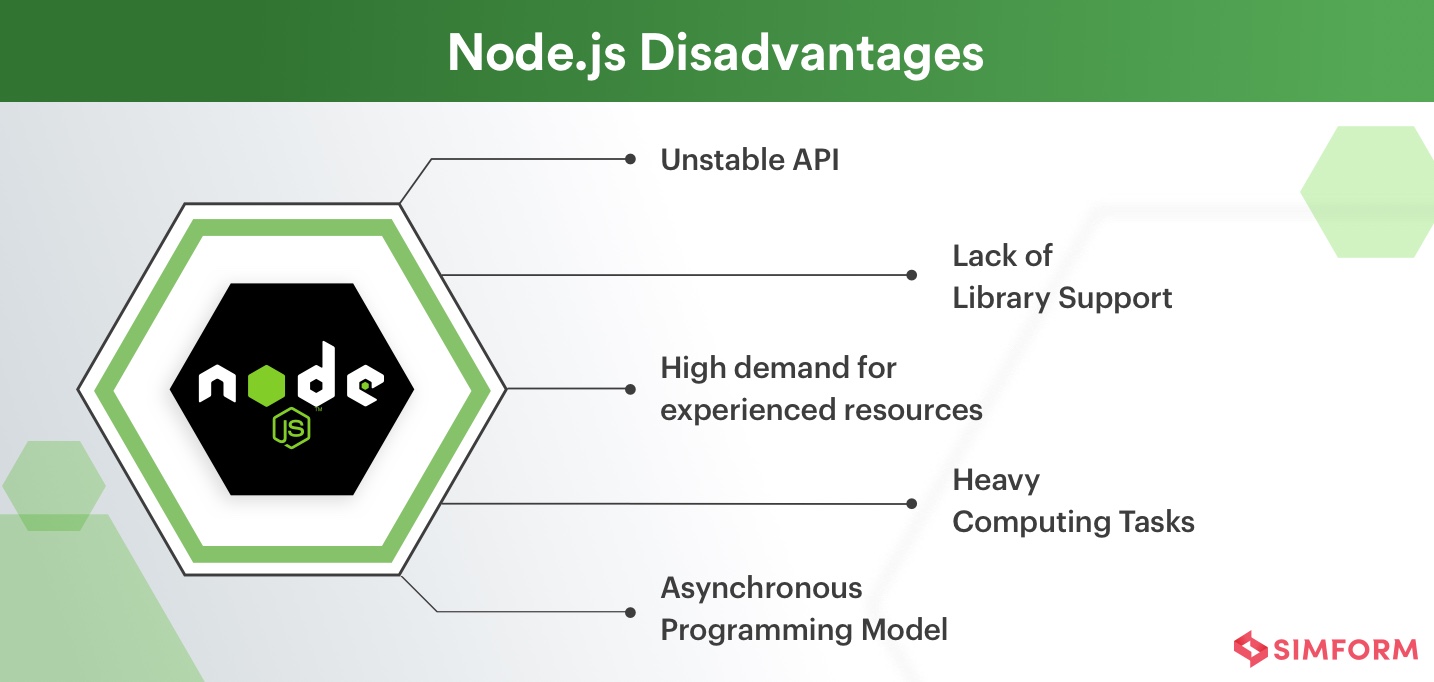 Node.js Disadvantages
Unstable API
Lack of
Library Support
High demand for
experienced resources
Heavy
Computing Tasks
Asynchronous
Programming Model
node
JS
™
SIMFORM